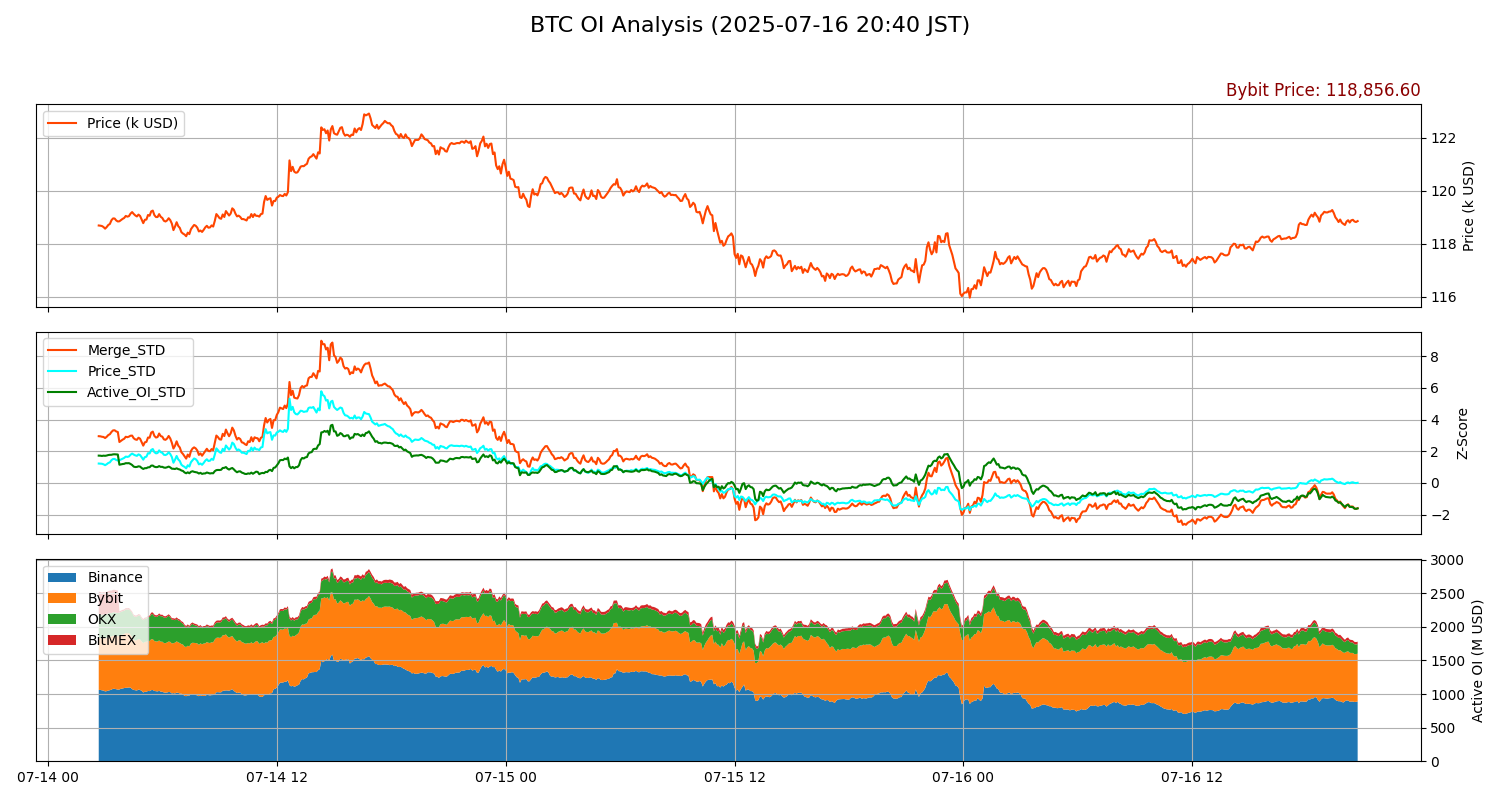 BTC OI Analysis (2025-07-16 20:40 JST)
Bybit Price: 118,856.60
Price (k USD)
122
120
118
116
Price (k USD)
Merge_STD
Price_STD
Active_OI_STD
8
6
4
2
0
−2
Z-Score
Binance
Bybit
OKX
BitMEX
3000
2500
2000
1500
1000
500
0
Active OI (M USD)
07-14 00 07-14 12 07-15 00 07-15 12 07-16 00 07-16 12